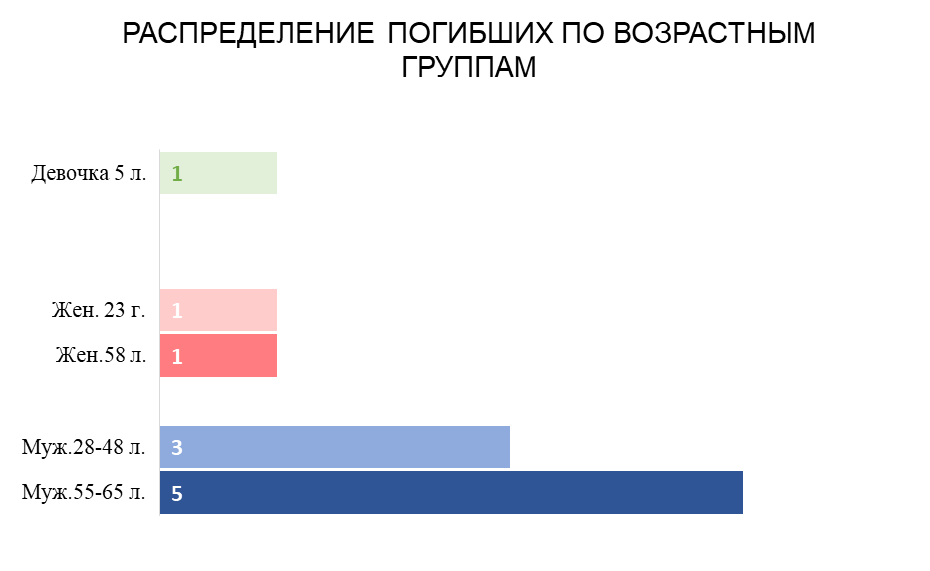 РАСПРЕДЕЛЕНИЕ ПОГИБШИХ ПО ВОЗРАСТНЫМ
ГРУППАМ
Девочка 5 л. 1
Жен. 23 г. 1
Жен.58 л. 1
Муж.28-48 л. 3
Муж.55-65 л. 5